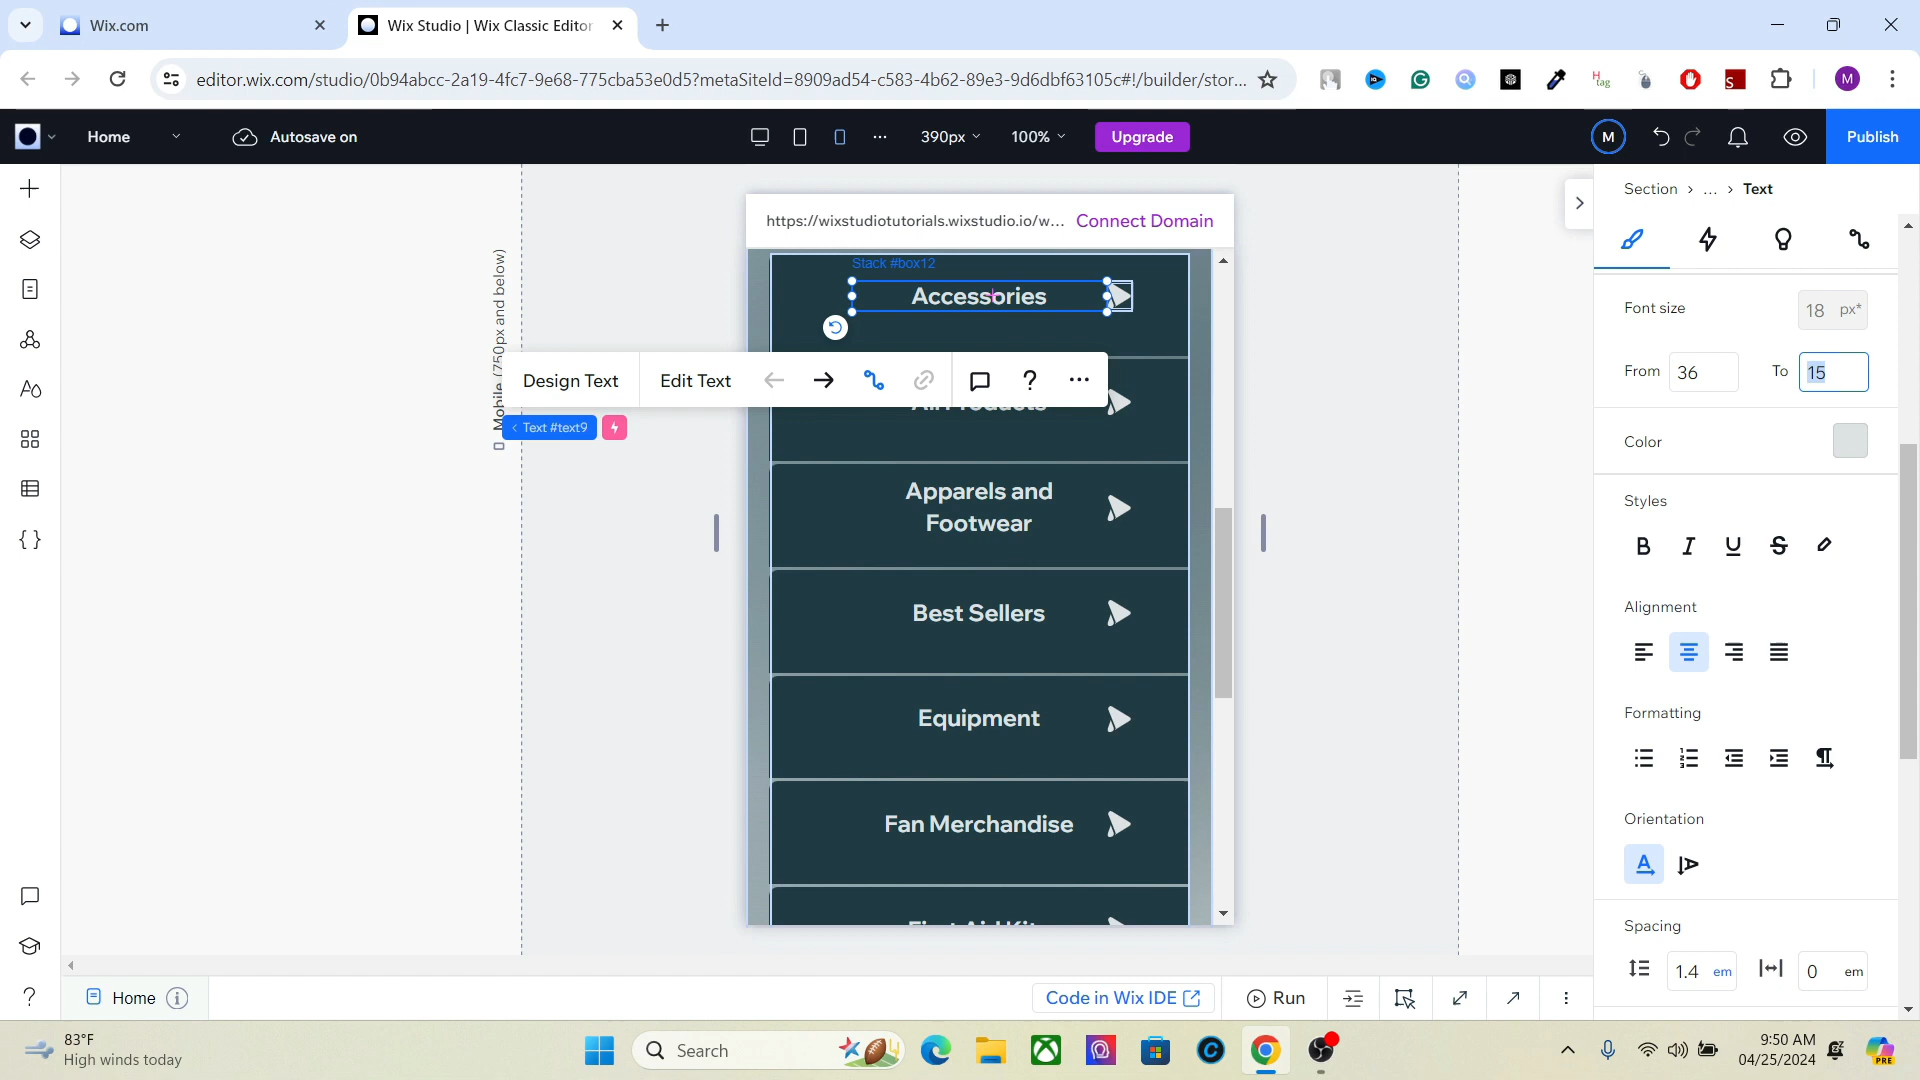 Wix.com
Wix Studio | Wix Classic Editor
editor.wix.com/studio/0b94abcc-2a19-4fc7-9e68-775cba53e0d5?metaSiteId=8909ad54-c583-4b62-89e3-9d6dbf63105c#!/builder/stor...
Home
Autosave on
390px
100%
Upgrade
M
Publish
https://wixstudiotutorials.wixstudio.io/w...
Connect Domain
Mobile (750px and below)
Stack #box12
Accessories
Design Text
Edit Text
Text #text9
Apparels and
Footwear
Best Sellers
Equipment
Fan Merchandise
Section > ... > Text
Font size
18 px*
From
36
To
15
Color
Styles
Alignment
Formatting
Orientation
Spacing
1.4 em
0 em
Home
Code in Wix IDE
Run
83°F
High winds today
Search
9:50 AM
04/25/2024